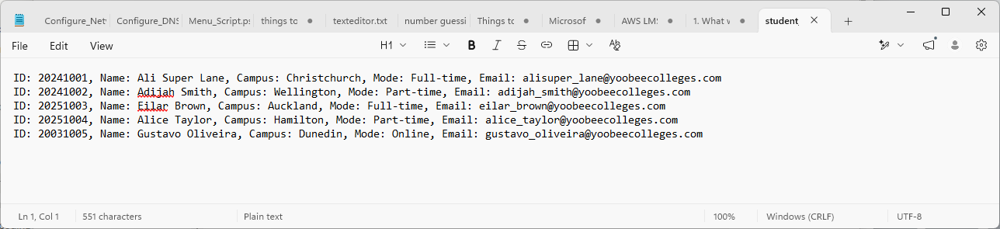 Configure_Net Configure_DNS Menu_Script.ps things to texteditor.txt number guessi Things to Microsof AWS LMS 1. What v student_
File Edit View H1 B I S
ID: 20241001, Name: Ali Super Lane, Campus: Christchurch, Mode: Full-time, Email: alisuper_lane@yoobeecolleges.com
ID: 20241002, Name: Adijah Smith, Campus: Wellington, Mode: Part-time, Email: adijah_smith@yoobeecolleges.com
ID: 20251003, Name: Eilar Brown, Campus: Auckland, Mode: Full-time, Email: eilar_brown@yoobeecolleges.com
ID: 20251004, Name: Alice Taylor, Campus: Hamilton, Mode: Part-time, Email: alice_taylor@yoobeecolleges.com
ID: 20031005, Name: Gustavo Oliveira, Campus: Dunedin, Mode: Online, Email: gustavo_oliveira@yoobeecolleges.com
Ln 1, Col 1 551 characters Plain text 100% Windows (CRLF) UTF-8